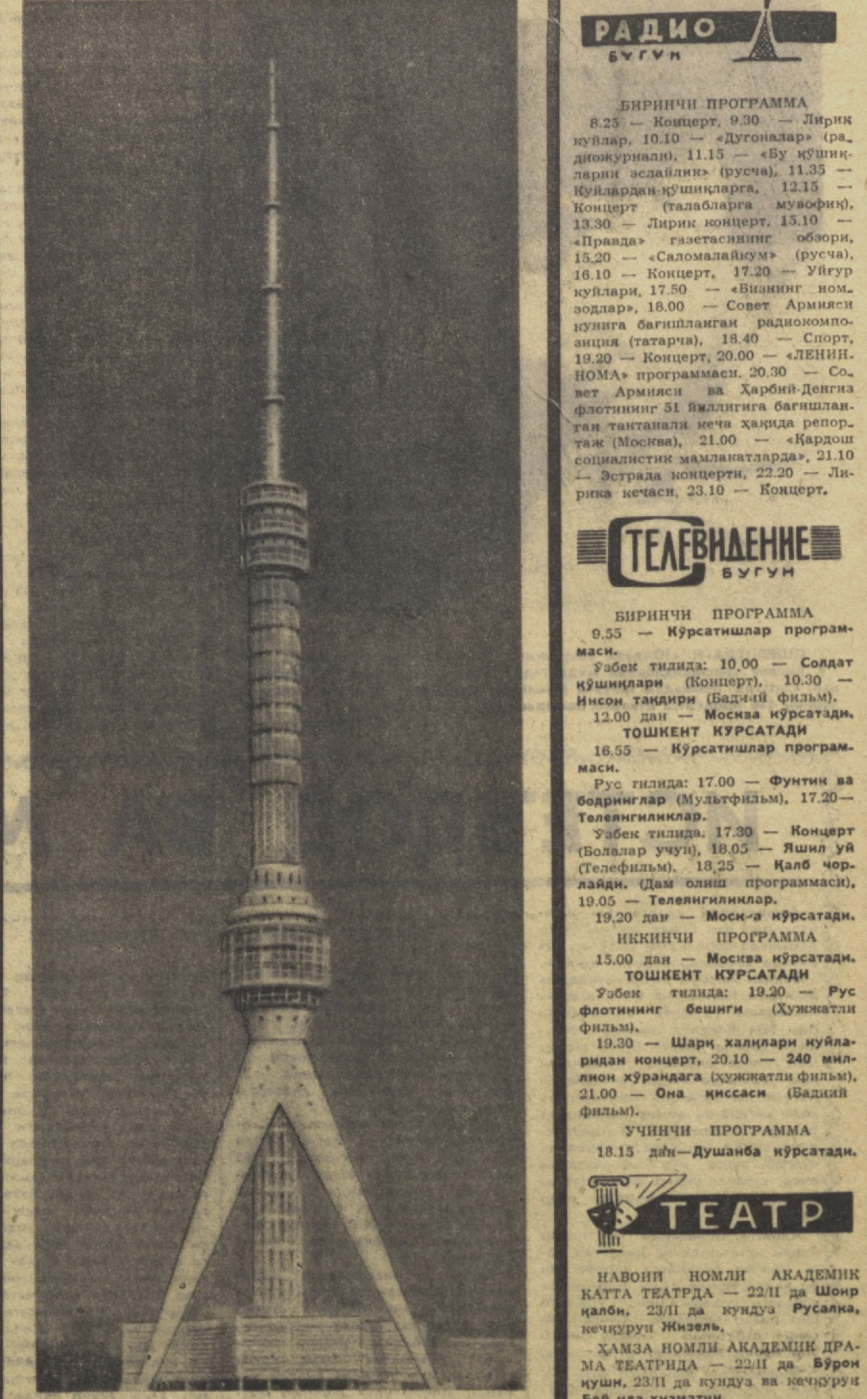 РАДИО
БУГУН
БИРИНЧИ ПРОГРАММА
8.25 — Концерт, 9.30 — Лирик
куйлар, 10.10 — «Дугоналар» (ра-
диожурнали), 11.15 — «Бу қўшиқ-
ларни эслайлик» (русча), 11.35 —
Куйлардан-қўшиқларга, 12.15 —
Концерт (талабларга мувофиқ),
13.30 — Лирик концерт, 15.10 —
«Правда» газетасининг обзори,
15.20 — «Саломалайкум» (русча),
16.10 — Концерт, 17.20 — Уйғур
куйлари, 17.50 — «Бизнинг ном-
зодлар», 18.00 — Совет Армияси
кунига бағишланган радиокомпо-
зиция (татарча), 18.40 — Спорт,
19.20 — Концерт, 20.00 — «ЛЕНИН-
НОМА» программаси. 20.30 — Со-
вет Армияси ва Ҳарбий-Денгиз
флотининг 51 йиллигига бағишлан-
ган тантанали кеча ҳақида репор-
таж (Москва), 21.00 — «Қардош
социалистик мамлакатларда», 21.10
— Эстрада концерти, 22.20 — Ли-
рика кечаси, 23.10 — Концерт.
ТЕЛЕВИДЕНИЕ
БУГУН
БИРИНЧИ ПРОГРАММА
9.55 — Кўрсатишлар програм-
маси.
Ўзбек тилида: 10.00 — Солдат
қўшиқлари (Концерт), 10.30 —
Инсон тақдири (Бадиий фильм),
12.00 дан — Москва кўрсатади.
ТОШКЕНТ КУРСАТАДИ
16.55 — Кўрсатишлар програм-
маси.
Рус тилида: 17.00 — Фунтик ва
бодринглар (Мультфильм), 17.20—
Телеянгиликлар.
Ўзбек тилида. 17.30 — Концерт
(Болалар учун), 18.05 — Яшил уй
(Телефильм), 18.25 — Қалб чор-
лайди. (Дам олиш программаси),
19.05 — Телеянгиликлар.
19.20 дан — Москва кўрсатади.
ИККИНЧИ ПРОГРАММА
15.00 дан — Москва кўрсатади.
ТОШКЕНТ КУРСАТАДИ
Ўзбек тилида: 19.20 — Рус
флотининг бешиги (Ҳужжатли
фильм),
19.30 — Шарқ халқлари куйла-
ридан концерт, 20.10 — 240 мил-
лион хўрандага (ҳужжатли фильм),
21.00 — Она қиссаси (Бадиий
фильм).
УЧИНЧИ ПРОГРАММА
18.15 дан—Душанба кўрсатади.
ТЕАТР
НАВОИЙ НОМЛИ АКАДЕМИК
КАТТА ТЕАТРДА — 22/II да Шоир
қалби, 23/II да кундуз Русалка,
кечқурун Жизель,
ҲАМЗА НОМЛИ АКАДЕМИК ДРА-
МА ТЕАТРИДА — 22/II да Бўрон
қуши, 23/II да кундуз ва кечқурун